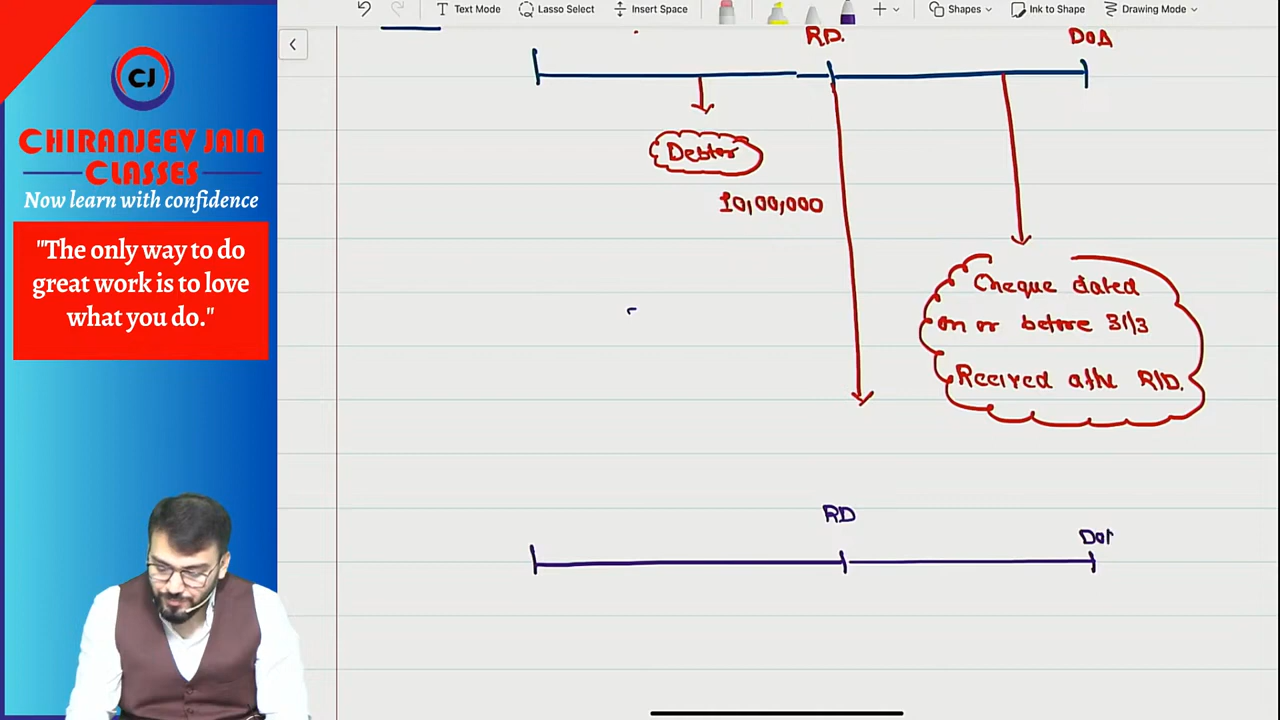 Text Mode
Lasso Select
Insert Space
Shapes
Ink to Shape
Drawing Mode
CJ
CHIRANJEEV JAIN
CLASSES
Now learn with confidence
"The only way to do
great work is to love
what you do."
RD.
DOA
Debtor
10,00,000
Cheque dated
on or before 31/3
Received after R/D.
RD
DoA